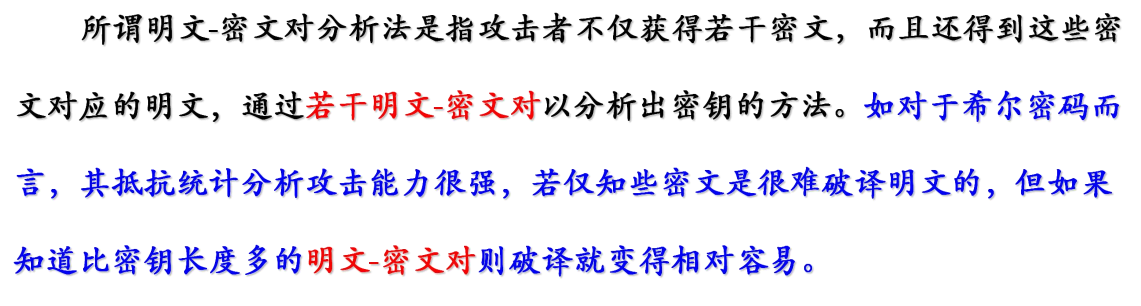 所谓明文-密文对分析法是指攻击者不仅获得若干密文，而且还得到这些密
文对应的明文，通过若干明文-密文对以分析出密钥的方法。如对于希尔密码而
言，其抵抗统计分析攻击能力很强，若仅知些密文是很难破译明文的，但如果
知道比密钥长度多的明文-密文对则破译就变得相对容易。